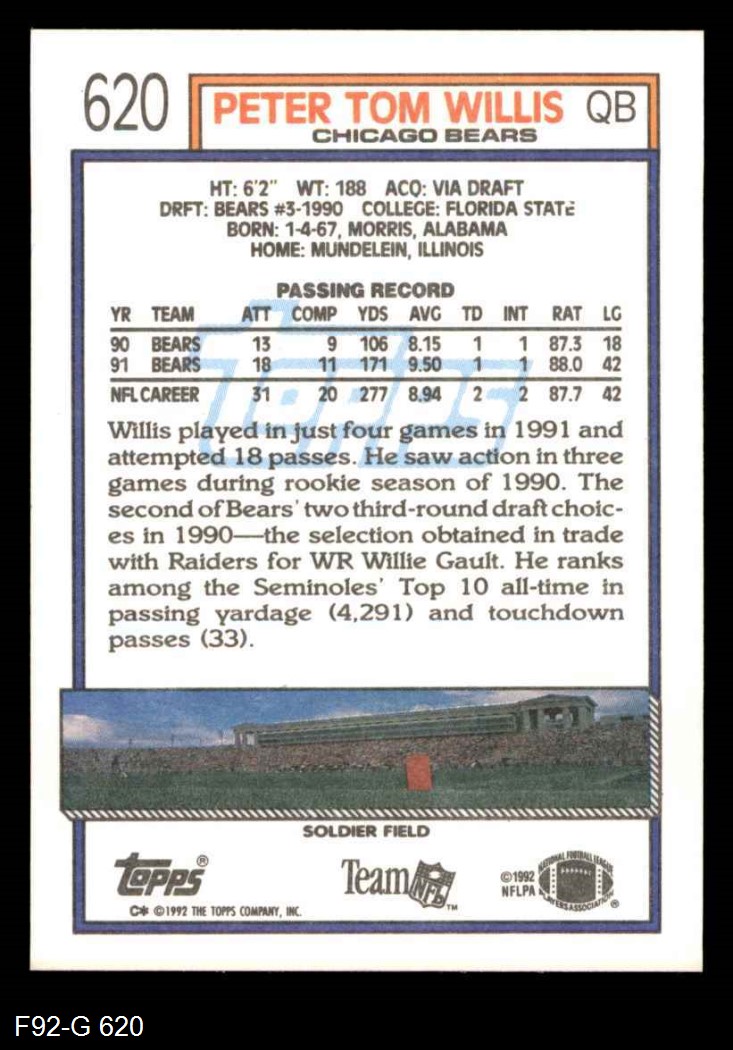 620
PETER TOM WILLIS QB
CHICAGO BEARS
HT: 6'2" WT: 188 ACQ: VIA DRAFT
DRFT: BEARS #3-1990 COLLEGE: FLORIDA STATE
BORN: 1-4-67, MORRIS, ALABAMA
HOME: MUNDELEIN, ILLINOIS
PASSING RECORD
YR TEAM ATT COMP YDS AVG TD INT RAT LG
90 BEARS 13 9 106 8.15 1 1 87.3 18
91 BEARS 18 11 171 9.50 1 1 88.0 42
NFL CAREER 31 20 277 8.94 2 2 87.7 42
Topps
Willis played in just four games in 1991 and
attempted 18 passes. He saw action in three
games during rookie season of 1990. The
second of Bears' two third-round draft choic-
es in 1990—the selection obtained in trade
with Raiders for WR Willie Gault. He ranks
among the Seminoles' Top 10 all-time in
passing yardage (4,291) and touchdown
passes (33).
SOLDIER FIELD
Topps®
C* ©1992 THE TOPPS COMPANY, INC.
Team NFL™
©1992
NFLPA
NATIONAL FOOTBALL LEAGUE
PLAYERS ASSOCIATION ®
F92-G 620